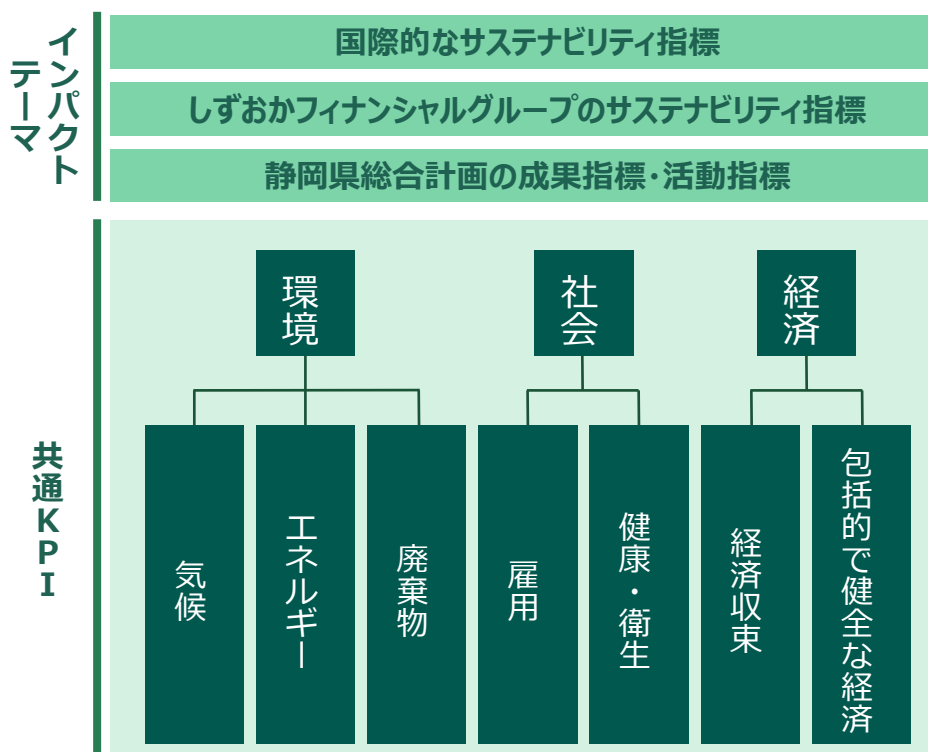 インパクト
テーマ
国際的なサステナビリティ指標
しずおかフィナンシャルグループのサステナビリティ指標
静岡県総合計画の成果指標・活動指標
共通KPI
環境
社会
経済
気候
エネルギー
廃棄物
雇用
健康・衛生
経済収束
包括的で健全な経済